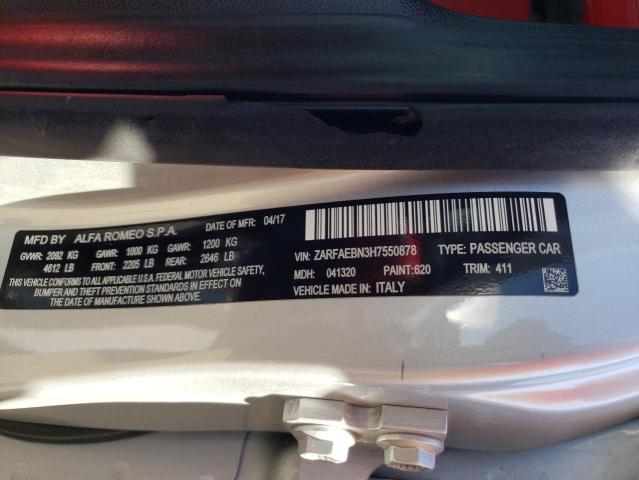 MFD BY ALFA ROMEO S.P.A. DATE OF MFR: 04/17
GVWR: 2092 KG GAWR: 1000 KG GAWR: 1200 KG
4612 LB FRONT: 2205 LB REAR: 2646 LB
THIS VEHICLE CONFORMS TO ALL APPLICABLE U.S.A. FEDERAL MOTOR VEHICLE SAFETY,
BUMPER AND THEFT PREVENTION STANDARDS IN EFFECT ON
THE DATE OF MANUFACTURE SHOWN ABOVE.
VIN: ZARFAEBN3H7550878 TYPE: PASSENGER CAR
MDH: 041320 PAINT:620 TRIM: 411
VEHICLE MADE IN: ITALY